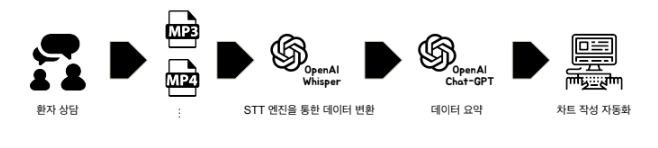 MP3
MP4
⋮
OpenAI
Whisper
OpenAI
Chat-GPT
환자 상담
STT 엔진을 통한 데이터 변환
데이터 요약
차트 작성 자동화